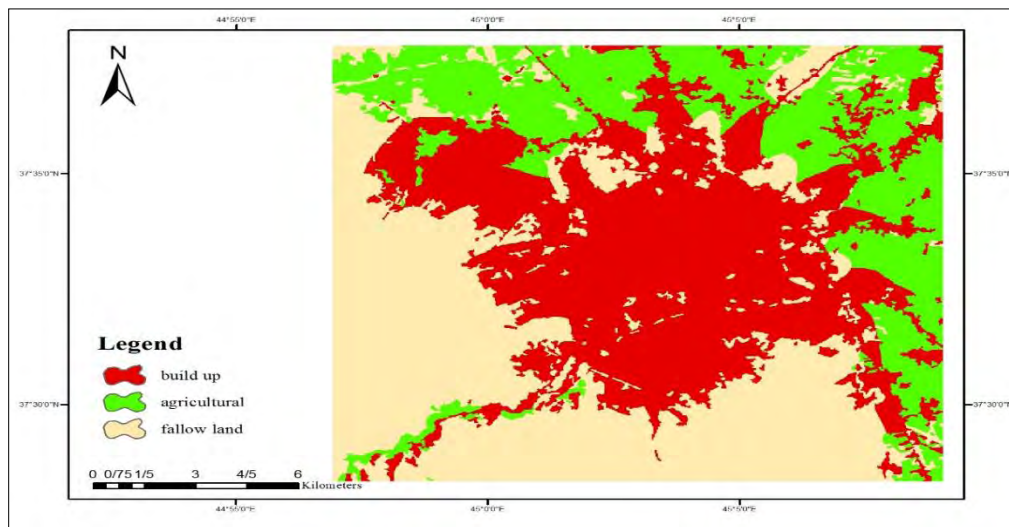 44°55'0"E 45°0'0"E 45°5'0"E
N
37°35'0"N 37°35'0"N
Legend
build up
agricultural
fallow land
37°30'0"N 37°30'0"N
0 0/75 1/5 3 4/5 6
Kilometers
44°55'0"E 45°0'0"E 45°5'0"E